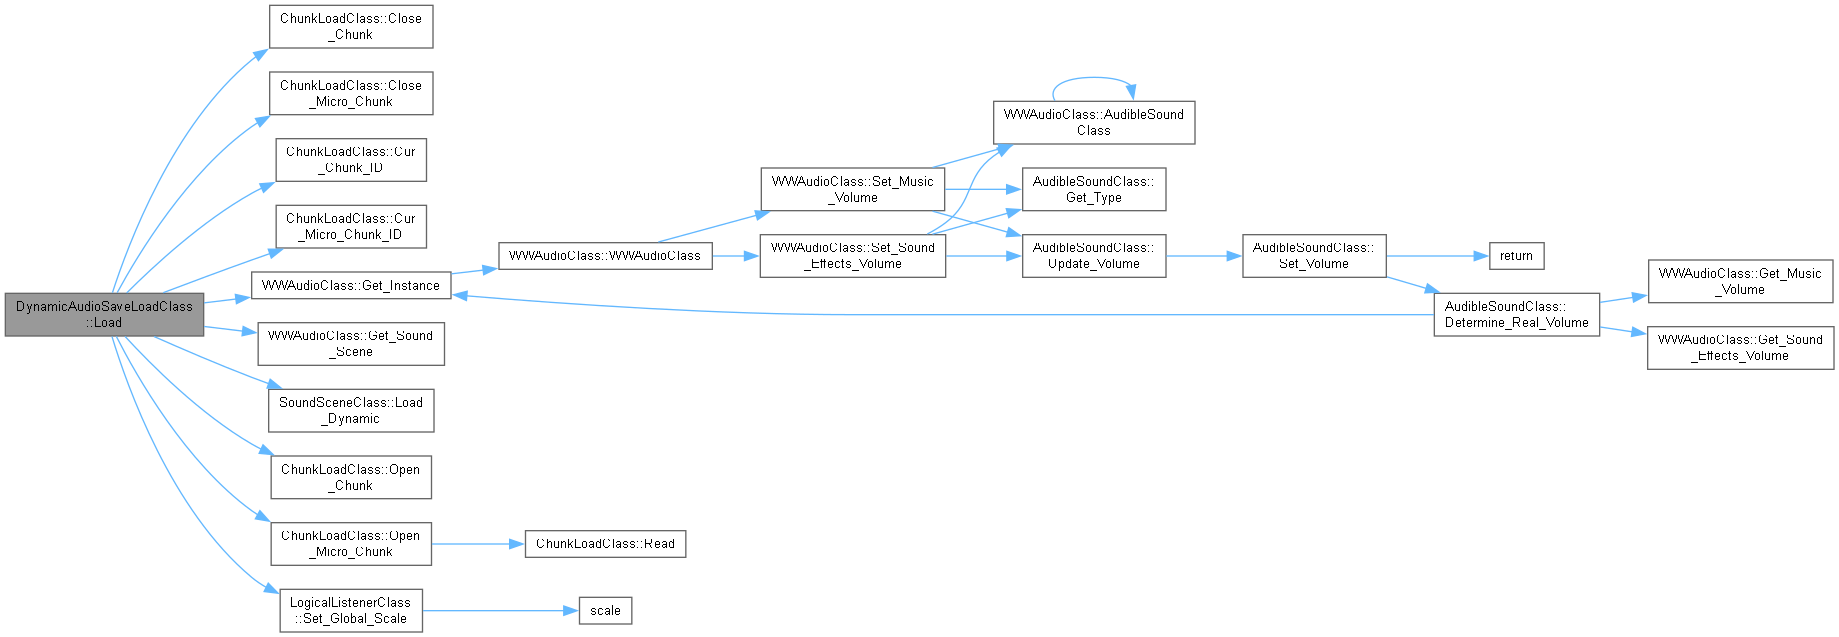 DynamicAudioSaveLoadClass
::Load
ChunkLoadClass::Close
_Chunk
ChunkLoadClass::Close
_Micro_Chunk
ChunkLoadClass::Cur
_Chunk_ID
ChunkLoadClass::Cur
_Micro_Chunk_ID
WWAudioClass::Get_Instance
WWAudioClass::Get_Sound
_Scene
SoundSceneClass::Load
_Dynamic
ChunkLoadClass::Open
_Chunk
ChunkLoadClass::Open
_Micro_Chunk
LogicalListenerClass
::Set_Global_Scale
WWAudioClass::WWAudioClass
ChunkLoadClass::Read
scale
WWAudioClass::Set_Music
_Volume
WWAudioClass::Set_Sound
_Effects_Volume
WWAudioClass::AudibleSound
Class
AudibleSoundClass::
Get_Type
AudibleSoundClass::
Update_Volume
AudibleSoundClass::
Set_Volume
return
AudibleSoundClass::
Determine_Real_Volume
WWAudioClass::Get_Music
_Volume
WWAudioClass::Get_Sound
_Effects_Volume